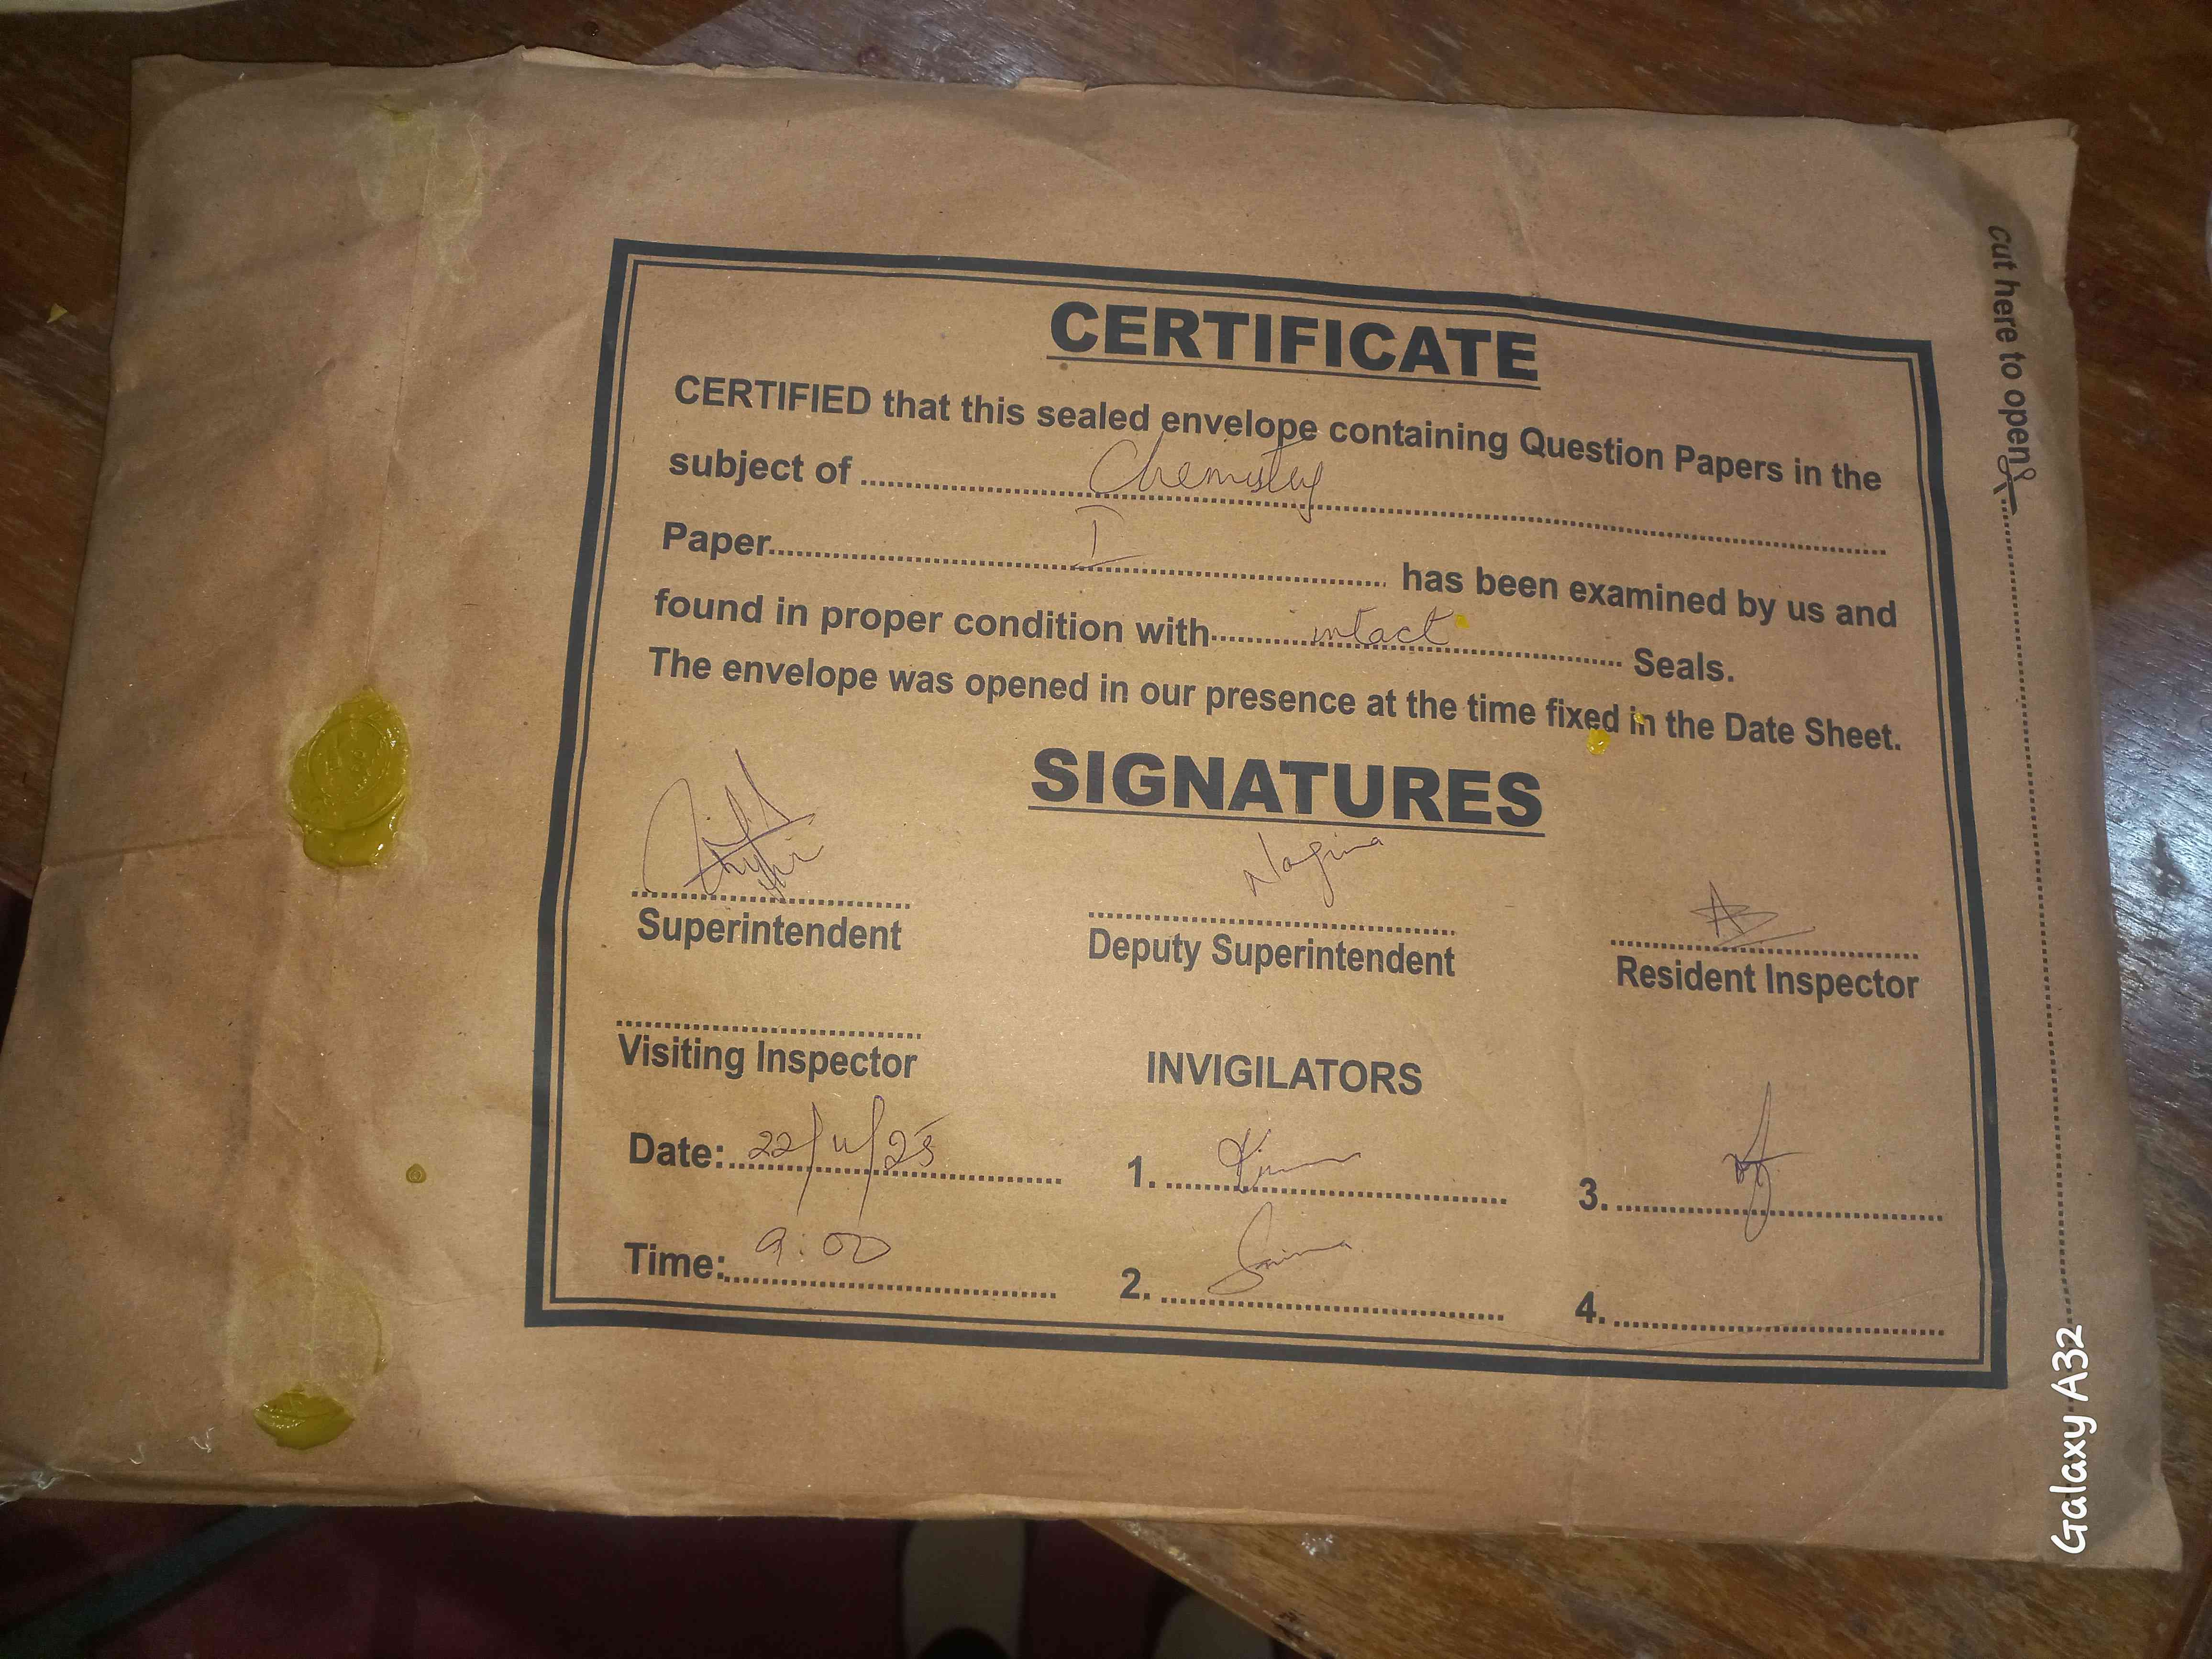 CERTIFICATE
CERTIFIED that this sealed envelope containing Question Papers in the
subject of Chemistry
Paper I has been examined by us and
found in proper condition with intact Seals.
The envelope was opened in our presence at the time fixed in the Date Sheet.
SIGNATURES
Nagina
Superintendent Deputy Superintendent Resident Inspector
Visiting Inspector INVIGILATORS
Date: 22/11/25 1. 3.
Time: 9:00 2. Saima 4.
cut here to open
Galaxy A32